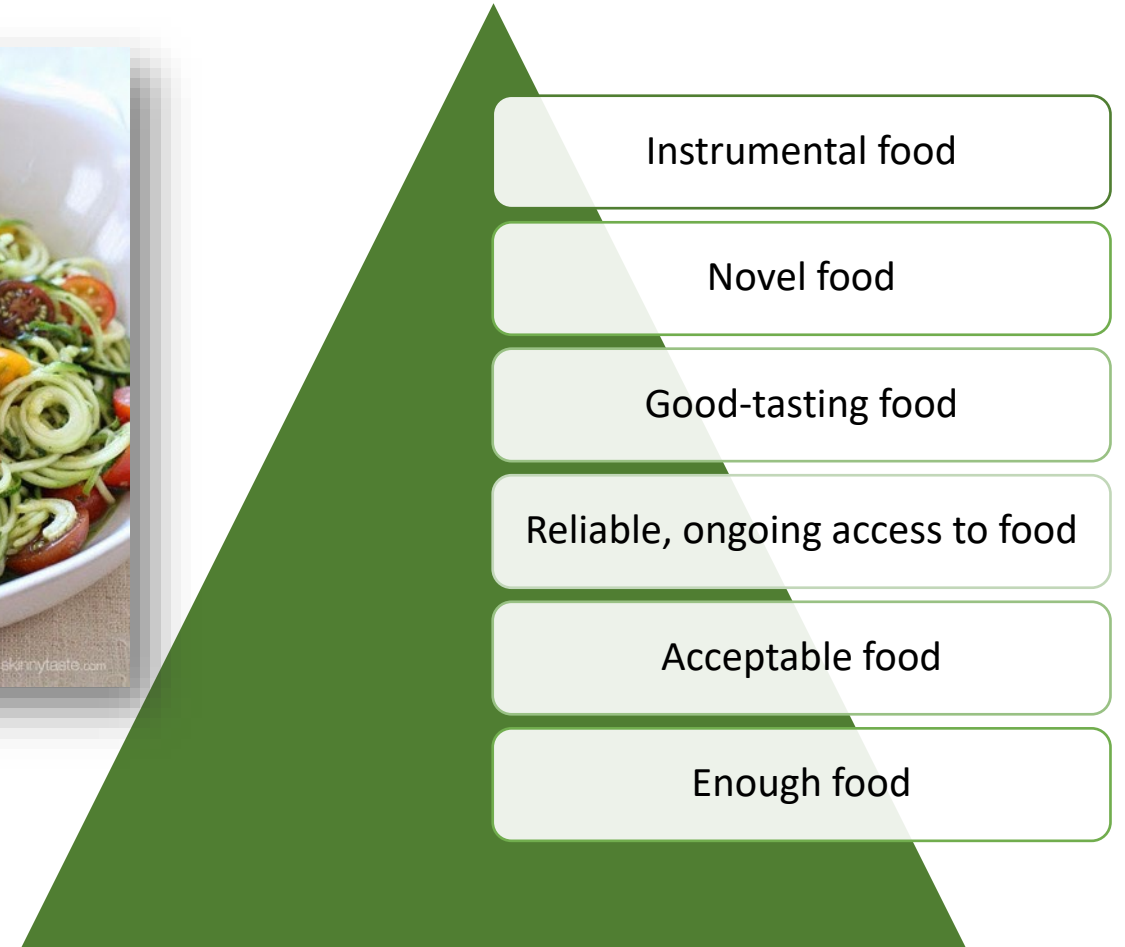 Instrumental food
Novel food
Good-tasting food
Reliable, ongoing access to food
Acceptable food
Enough food
skinnytaste.com